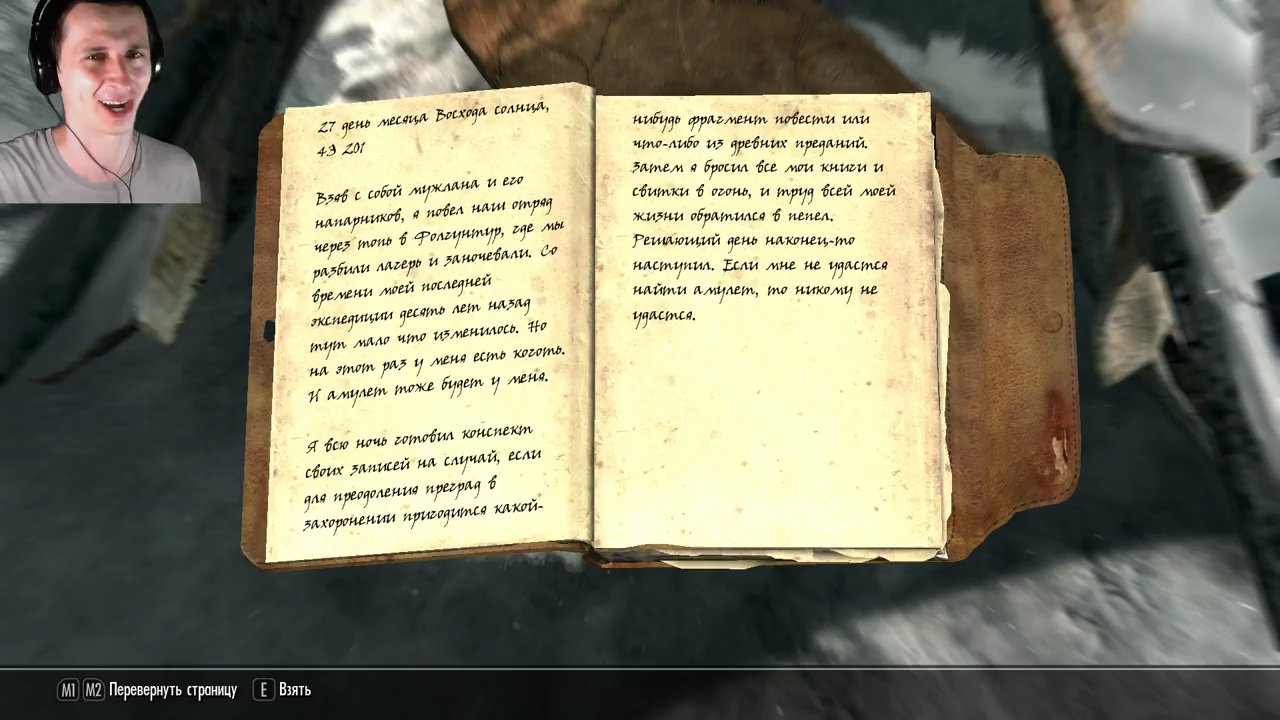 27 день месяца Восхода солнца,
4Э 201
Взяв с собой мужлана и его
напарников, я повел наш отряд
через топь в Фолгунтур, где мы
разбили лагерь и заночевали. Со
времени моей последней
экспедиции десять лет назад
тут мало что изменилось. Но
на этот раз у меня есть коготь.
И амулет тоже будет у меня.
Я всю ночь готовил конспект
своих записей на случай, если
для преодоления преград в
захоронении пригодится какой-
нибудь фрагмент повести или
что-либо из древних преданий.
Затем я бросил все мои книги и
свитки в огонь, и труд всей моей
жизни обратился в пепел.
Решающий день наконец-то
наступил. Если мне не удастся
найти амулет, то никому не
удастся.
M1 M2 Перевернуть страницу E Взять